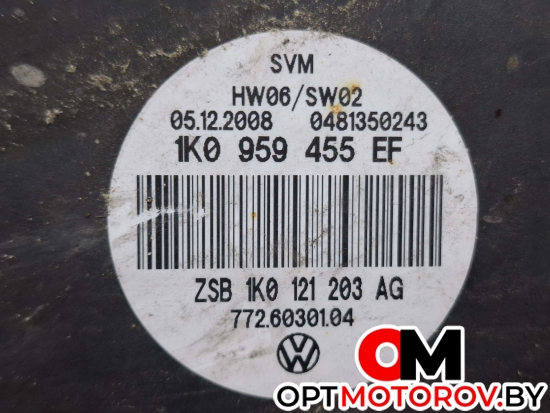 SVM
HW06/SW02
05.12.2008 0481350243
1K0 959 455 EF
ZSB 1K0 121 203 AG
772.60301.04
OM
OPTMOTOROV.BY